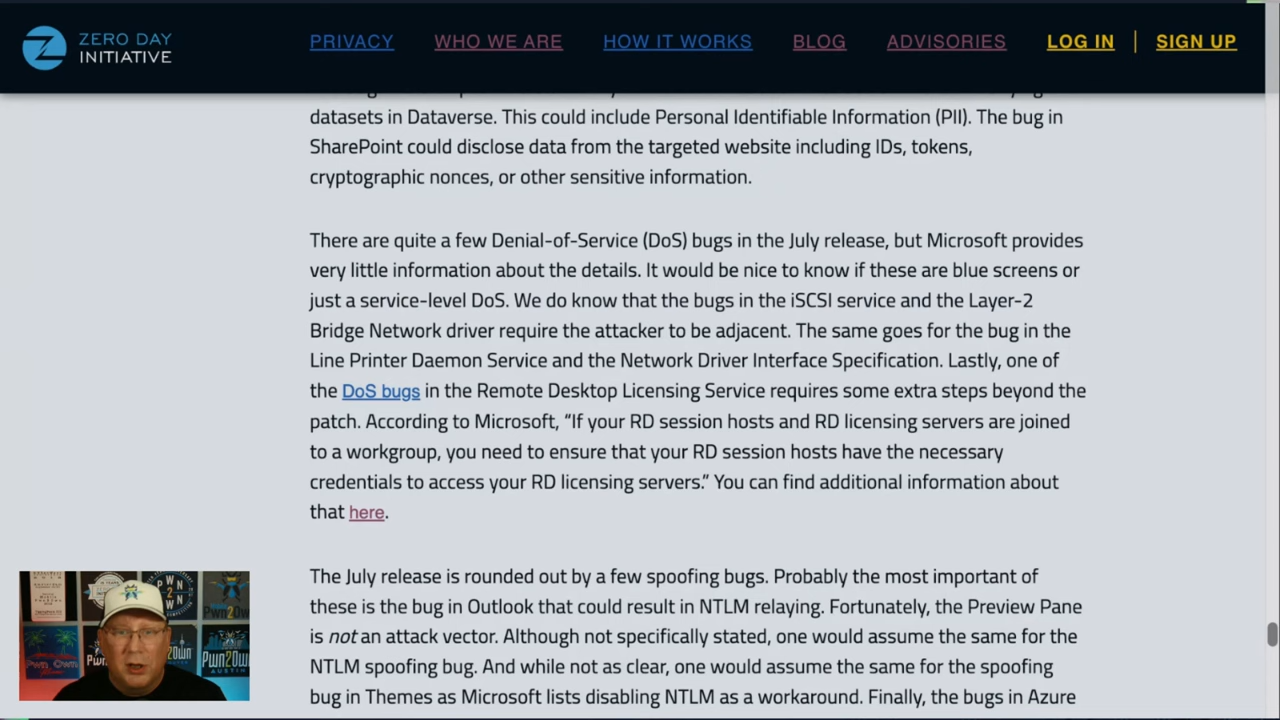 ZERO DAY
INITIATIVE
PRIVACY
WHO WE ARE
HOW IT WORKS
BLOG
ADVISORIES
LOG IN
SIGN UP
datasets in Dataverse. This could include Personal Identifiable Information (PII). The bug in
SharePoint could disclose data from the targeted website including IDs, tokens,
cryptographic nonces, or other sensitive information.
There are quite a few Denial-of-Service (DoS) bugs in the July release, but Microsoft provides
very little information about the details. It would be nice to know if these are blue screens or
just a service-level DoS. We do know that the bugs in the iSCSI service and the Layer-2
Bridge Network driver require the attacker to be adjacent. The same goes for the bug in the
Line Printer Daemon Service and the Network Driver Interface Specification. Lastly, one of
the DoS bugs in the Remote Desktop Licensing Service requires some extra steps beyond the
patch. According to Microsoft, “If your RD session hosts and RD licensing servers are joined
to a workgroup, you need to ensure that your RD session hosts have the necessary
credentials to access your RD licensing servers.” You can find additional information about
that here.
The July release is rounded out by a few spoofing bugs. Probably the most important of
these is the bug in Outlook that could result in NTLM relaying. Fortunately, the Preview Pane
is not an attack vector. Although not specifically stated, one would assume the same for the
NTLM spoofing bug. And while not as clear, one would assume the same for the spoofing
bug in Themes as Microsoft lists disabling NTLM as a workaround. Finally, the bugs in Azure
PWN
2OWN
Pwn2Own
Pwn Own
Pwn2Own
AUSTIN